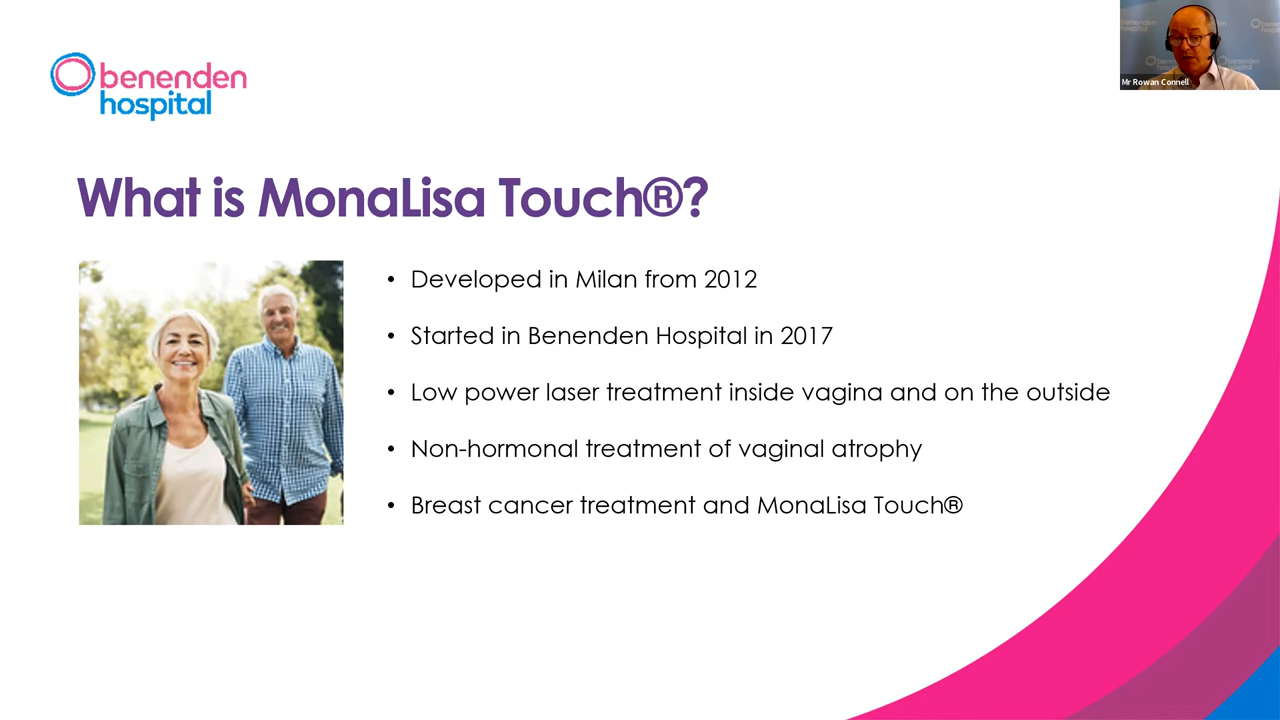 benenden
hospital
Mr Rowan Connell
What is MonaLisa Touch®?
• Developed in Milan from 2012
• Started in Benenden Hospital in 2017
• Low power laser treatment inside vagina and on the outside
• Non-hormonal treatment of vaginal atrophy
• Breast cancer treatment and MonaLisa Touch®